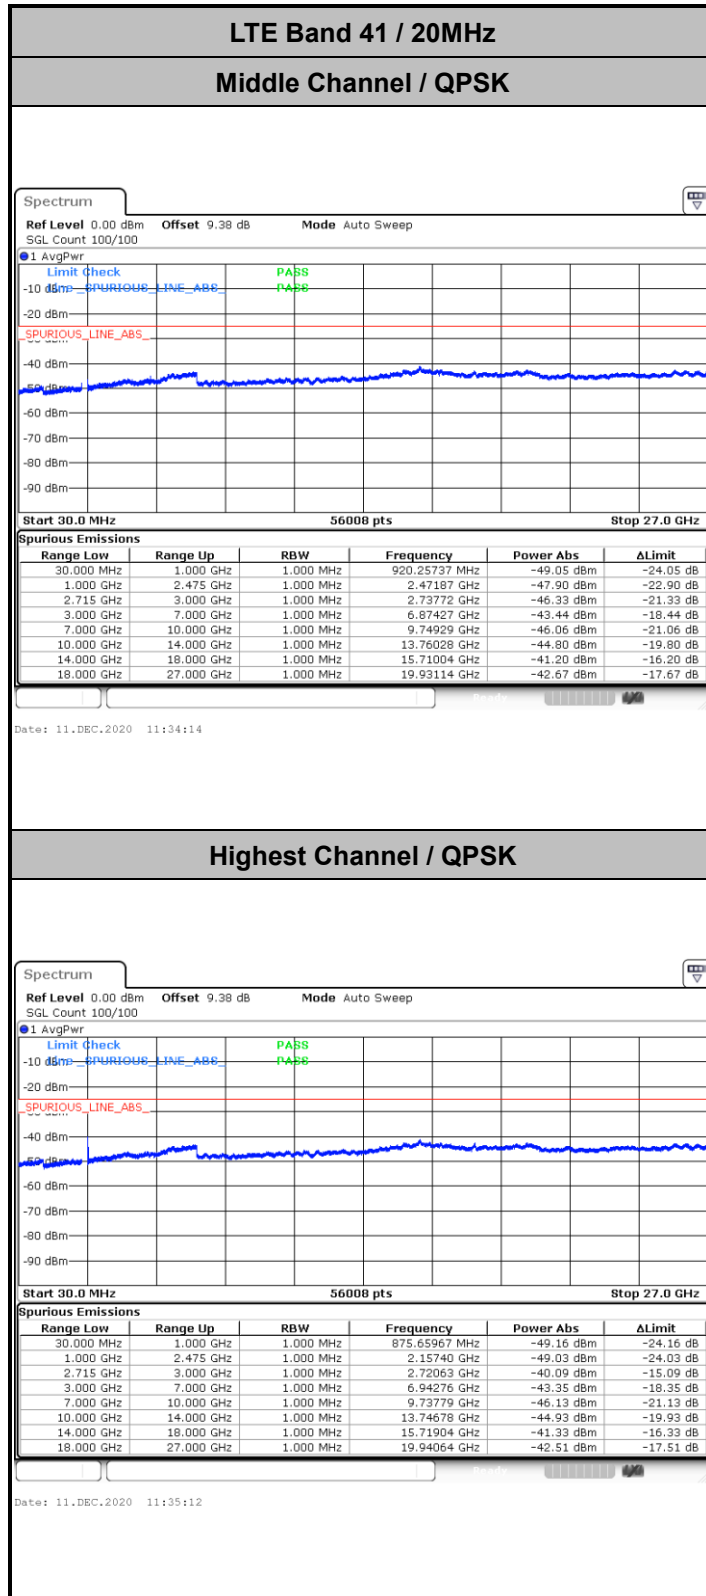 LTE Band 41 / 20MHz
Middle Channel / QPSK
Spectrum
Ref Level 0.00 dBm Offset 9.38 dB Mode Auto Sweep
SGL Count 100/100
1 AvgPwr
Limit Check PASS
-10 dBm Line _SPURIOUS_LINE_ABS_ PASS
-20 dBm
_SPURIOUS_LINE_ABS_
-40 dBm
-50 dBm
-60 dBm
-70 dBm
-80 dBm
-90 dBm
Start 30.0 MHz 56008 pts Stop 27.0 GHz
Spurious Emissions
Range Low Range Up RBW Frequency Power Abs ΔLimit
30.000 MHz 1.000 GHz 1.000 MHz 920.25737 MHz -49.05 dBm -24.05 dB
1.000 GHz 2.475 GHz 1.000 MHz 2.47187 GHz -47.90 dBm -22.90 dB
2.715 GHz 3.000 GHz 1.000 MHz 2.73772 GHz -46.33 dBm -21.33 dB
3.000 GHz 7.000 GHz 1.000 MHz 6.87427 GHz -43.44 dBm -18.44 dB
7.000 GHz 10.000 GHz 1.000 MHz 9.74929 GHz -46.06 dBm -21.06 dB
10.000 GHz 14.000 GHz 1.000 MHz 13.76028 GHz -44.80 dBm -19.80 dB
14.000 GHz 18.000 GHz 1.000 MHz 15.71004 GHz -41.20 dBm -16.20 dB
18.000 GHz 27.000 GHz 1.000 MHz 19.93114 GHz -42.67 dBm -17.67 dB
Ready
Date: 11.DEC.2020 11:34:14
Highest Channel / QPSK
Spectrum
Ref Level 0.00 dBm Offset 9.38 dB Mode Auto Sweep
SGL Count 100/100
1 AvgPwr
Limit Check PASS
-10 dBm Line _SPURIOUS_LINE_ABS_ PASS
-20 dBm
_SPURIOUS_LINE_ABS_
-40 dBm
-50 dBm
-60 dBm
-70 dBm
-80 dBm
-90 dBm
Start 30.0 MHz 56008 pts Stop 27.0 GHz
Spurious Emissions
Range Low Range Up RBW Frequency Power Abs ΔLimit
30.000 MHz 1.000 GHz 1.000 MHz 875.65967 MHz -49.16 dBm -24.16 dB
1.000 GHz 2.475 GHz 1.000 MHz 2.15740 GHz -49.03 dBm -24.03 dB
2.715 GHz 3.000 GHz 1.000 MHz 2.72063 GHz -40.09 dBm -15.09 dB
3.000 GHz 7.000 GHz 1.000 MHz 6.94276 GHz -43.35 dBm -18.35 dB
7.000 GHz 10.000 GHz 1.000 MHz 9.73779 GHz -46.13 dBm -21.13 dB
10.000 GHz 14.000 GHz 1.000 MHz 13.74678 GHz -44.93 dBm -19.93 dB
14.000 GHz 18.000 GHz 1.000 MHz 15.71904 GHz -41.33 dBm -16.33 dB
18.000 GHz 27.000 GHz 1.000 MHz 19.94064 GHz -42.51 dBm -17.51 dB
Ready
Date: 11.DEC.2020 11:35:12